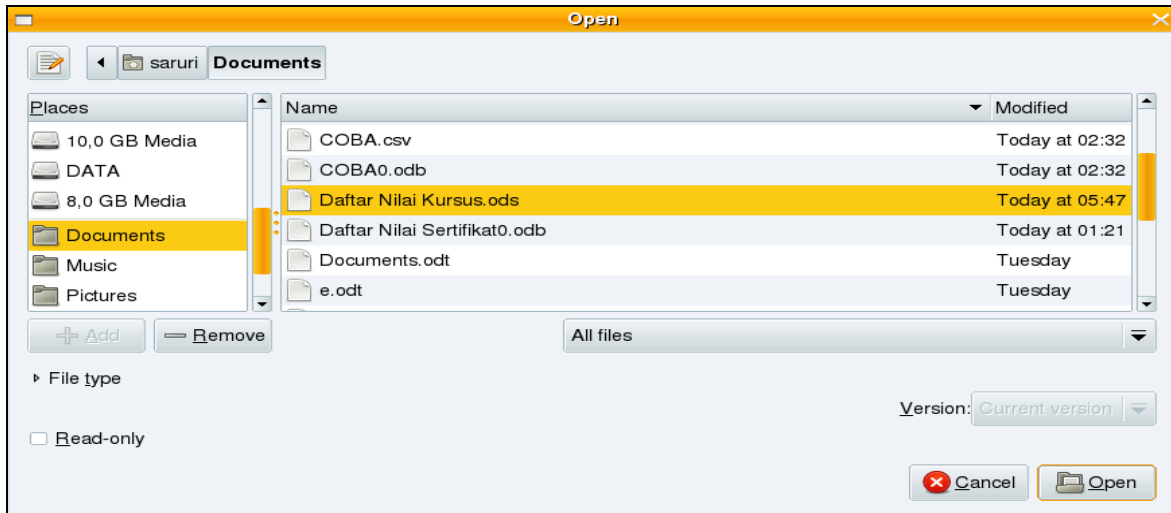 Open
saruri Documents
Places
10,0 GB Media
DATA
8,0 GB Media
Documents
Music
Pictures
Name Modified
COBA.csv Today at 02:32
COBA0.odb Today at 02:32
Daftar Nilai Kursus.ods Today at 05:47
Daftar Nilai Sertifikat0.odb Today at 01:21
Documents.odt Tuesday
e.odt Tuesday
Add Remove All files
File type
Version: Current version
Read-only
Cancel Open